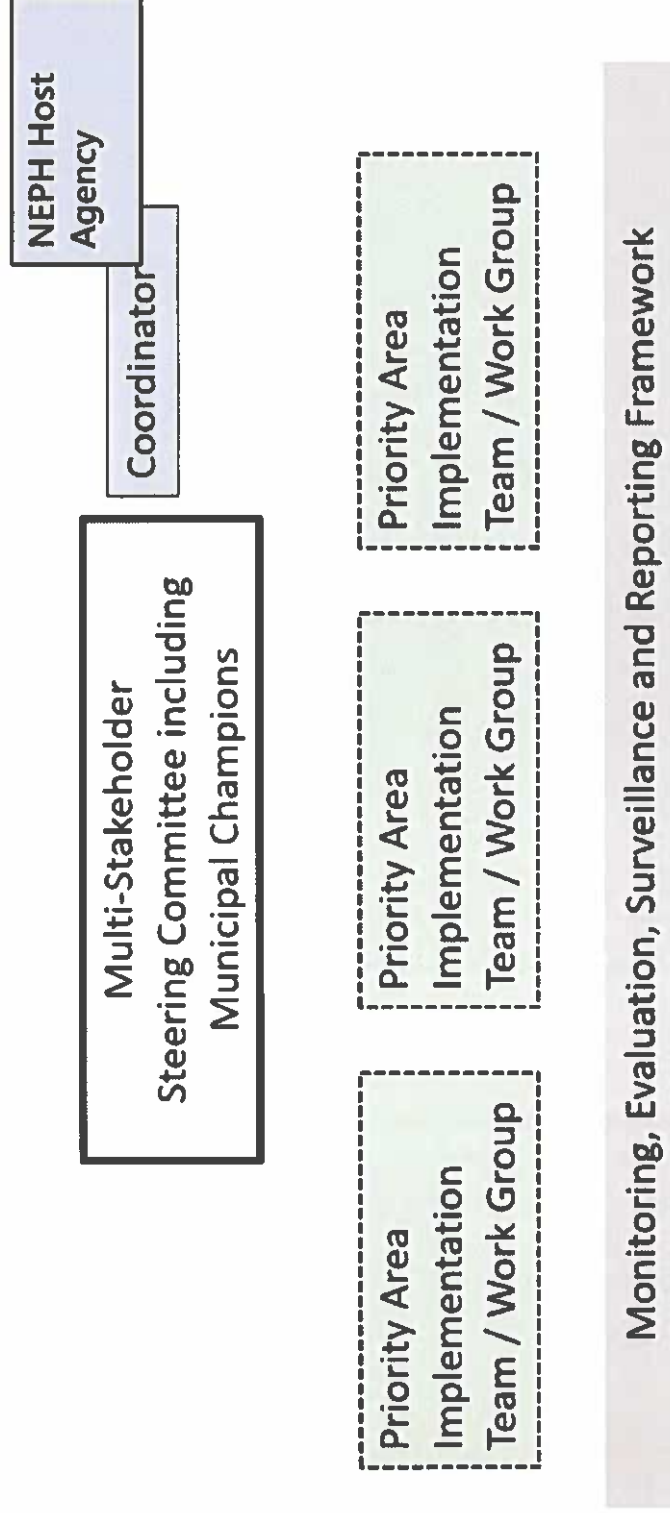 NEPH Host
Agency
Coordinator
Multi-Stakeholder
Steering Committee including
Municipal Champions
Priority Area
Implementation
Team / Work Group
Priority Area
Implementation
Team / Work Group
Priority Area
Implementation
Team / Work Group
Monitoring, Evaluation, Surveillance and Reporting Framework